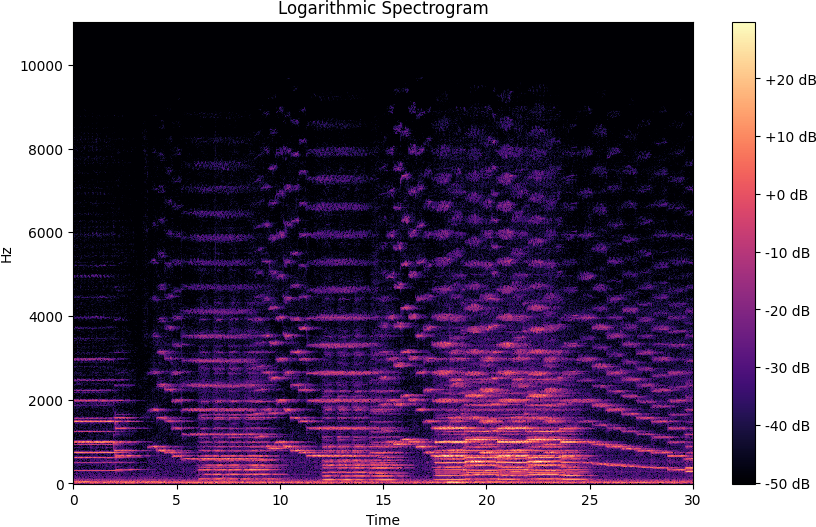 Logarithmic Spectrogram
10000
8000
6000
4000
2000
0
Hz
0 5 10 15 20 25 30
Time
+20 dB
+10 dB
+0 dB
-10 dB
-20 dB
-30 dB
-40 dB
-50 dB